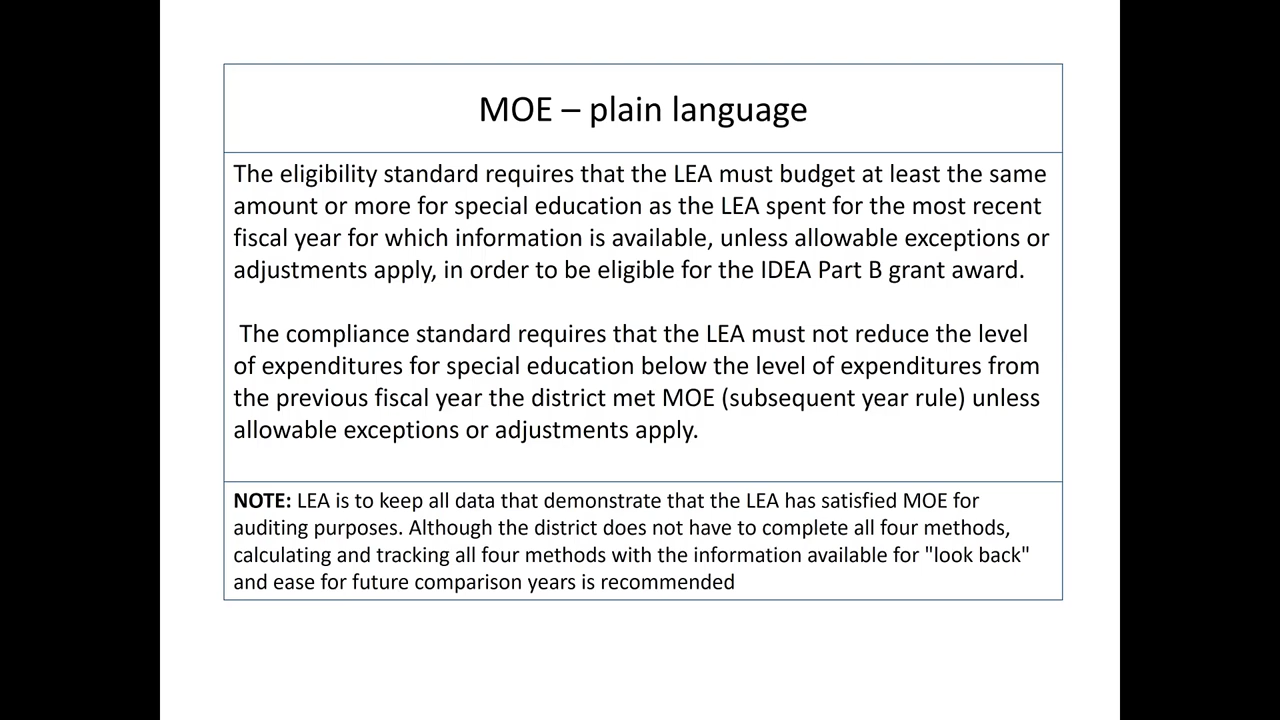 MOE – plain language
The eligibility standard requires that the LEA must budget at least the same
amount or more for special education as the LEA spent for the most recent
fiscal year for which information is available, unless allowable exceptions or
adjustments apply, in order to be eligible for the IDEA Part B grant award.
The compliance standard requires that the LEA must not reduce the level
of expenditures for special education below the level of expenditures from
the previous fiscal year the district met MOE (subsequent year rule) unless
allowable exceptions or adjustments apply.
NOTE: LEA is to keep all data that demonstrate that the LEA has satisfied MOE for
auditing purposes. Although the district does not have to complete all four methods,
calculating and tracking all four methods with the information available for "look back"
and ease for future comparison years is recommended